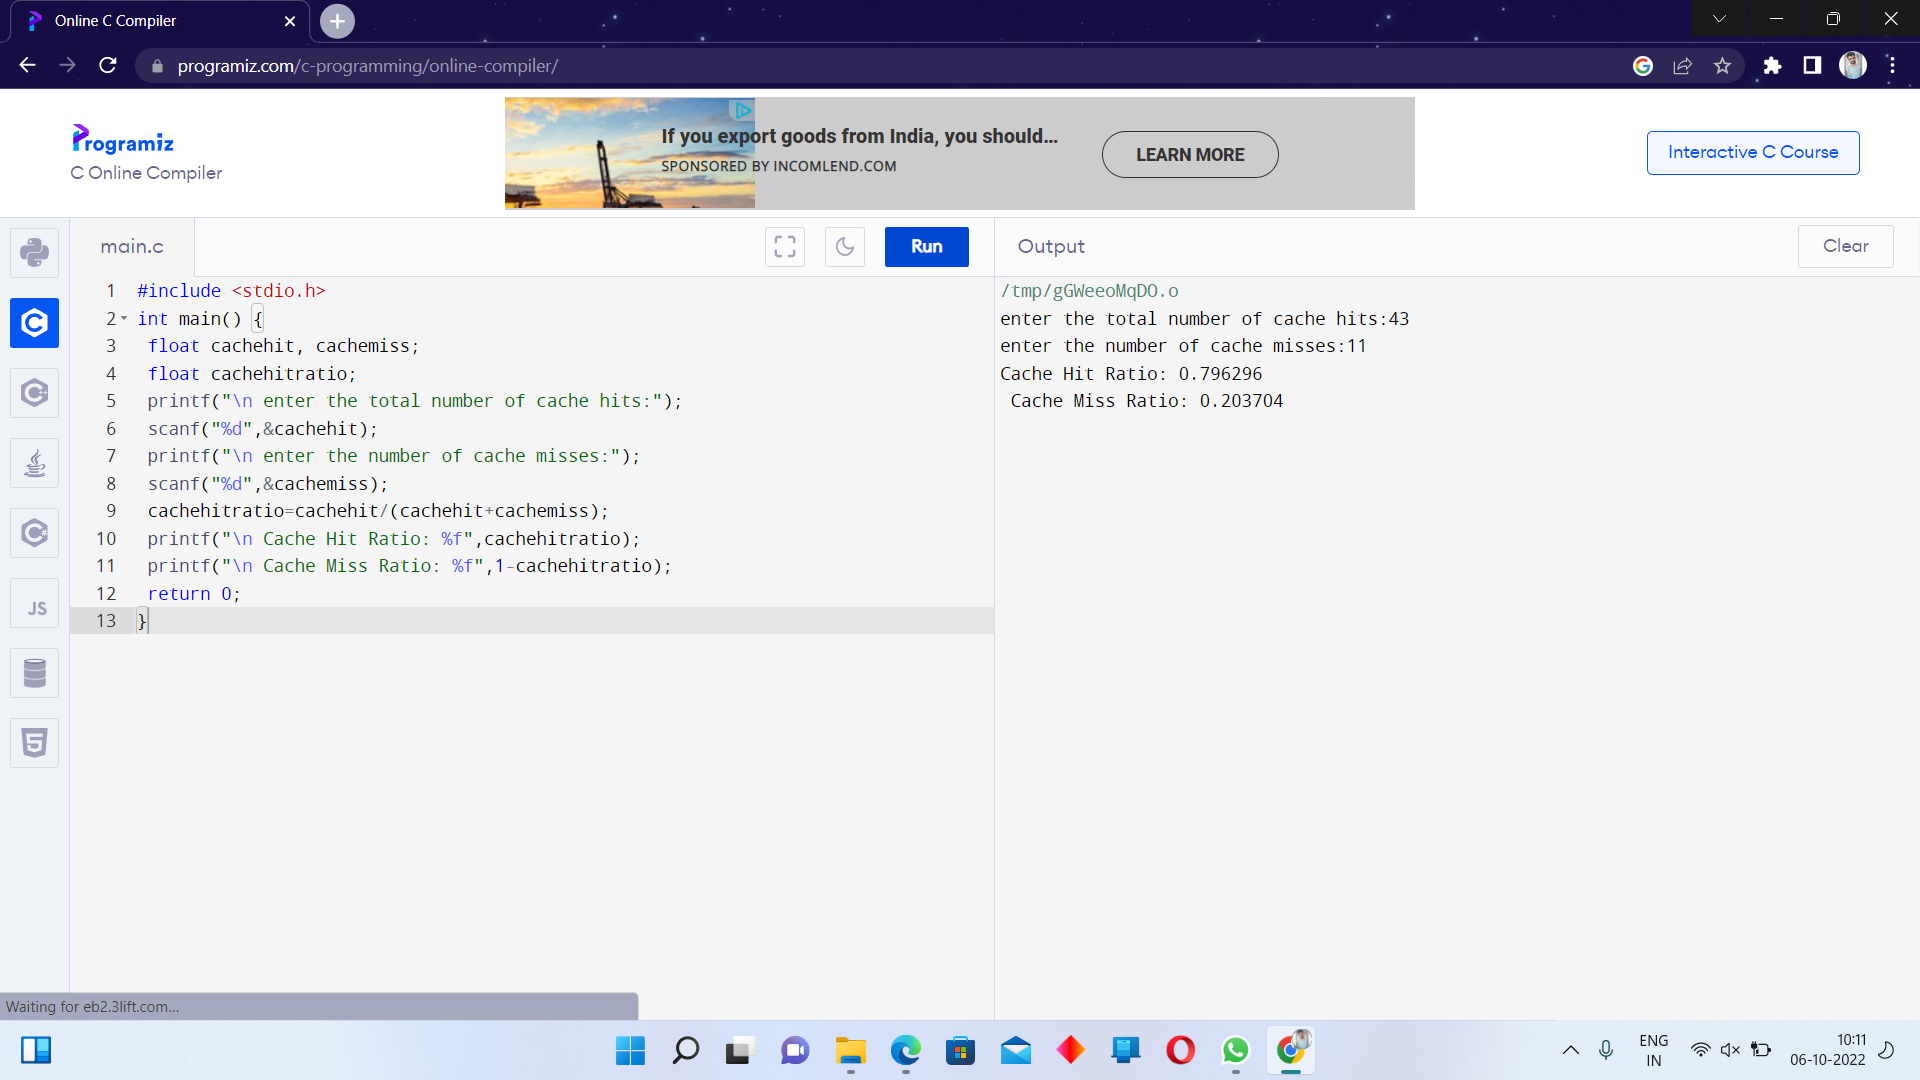 Online C Compiler
programiz.com/c-programming/online-compiler/
Programiz
C Online Compiler
If you export goods from India, you should...
SPONSORED BY INCOMLEND.COM
LEARN MORE
Interactive C Course
main.c
Run
Output
Clear
1 #include <stdio.h>
2 int main() {
3 float cachehit, cachemiss;
4 float cachehitratio;
5 printf("\n enter the total number of cache hits:");
6 scanf("%d",&cachehit);
7 printf("\n enter the number of cache misses:");
8 scanf("%d",&cachemiss);
9 cachehitratio=cachehit/(cachehit+cachemiss);
10 printf("\n Cache Hit Ratio: %f",cachehitratio);
11 printf("\n Cache Miss Ratio: %f",1-cachehitratio);
12 return 0;
13 }
/tmp/gGWeeoMqDO.o
enter the total number of cache hits:43
enter the number of cache misses:11
Cache Hit Ratio: 0.796296
Cache Miss Ratio: 0.203704
JS
Waiting for eb2.3lift.com...
ENG
IN
10:11
06-10-2022